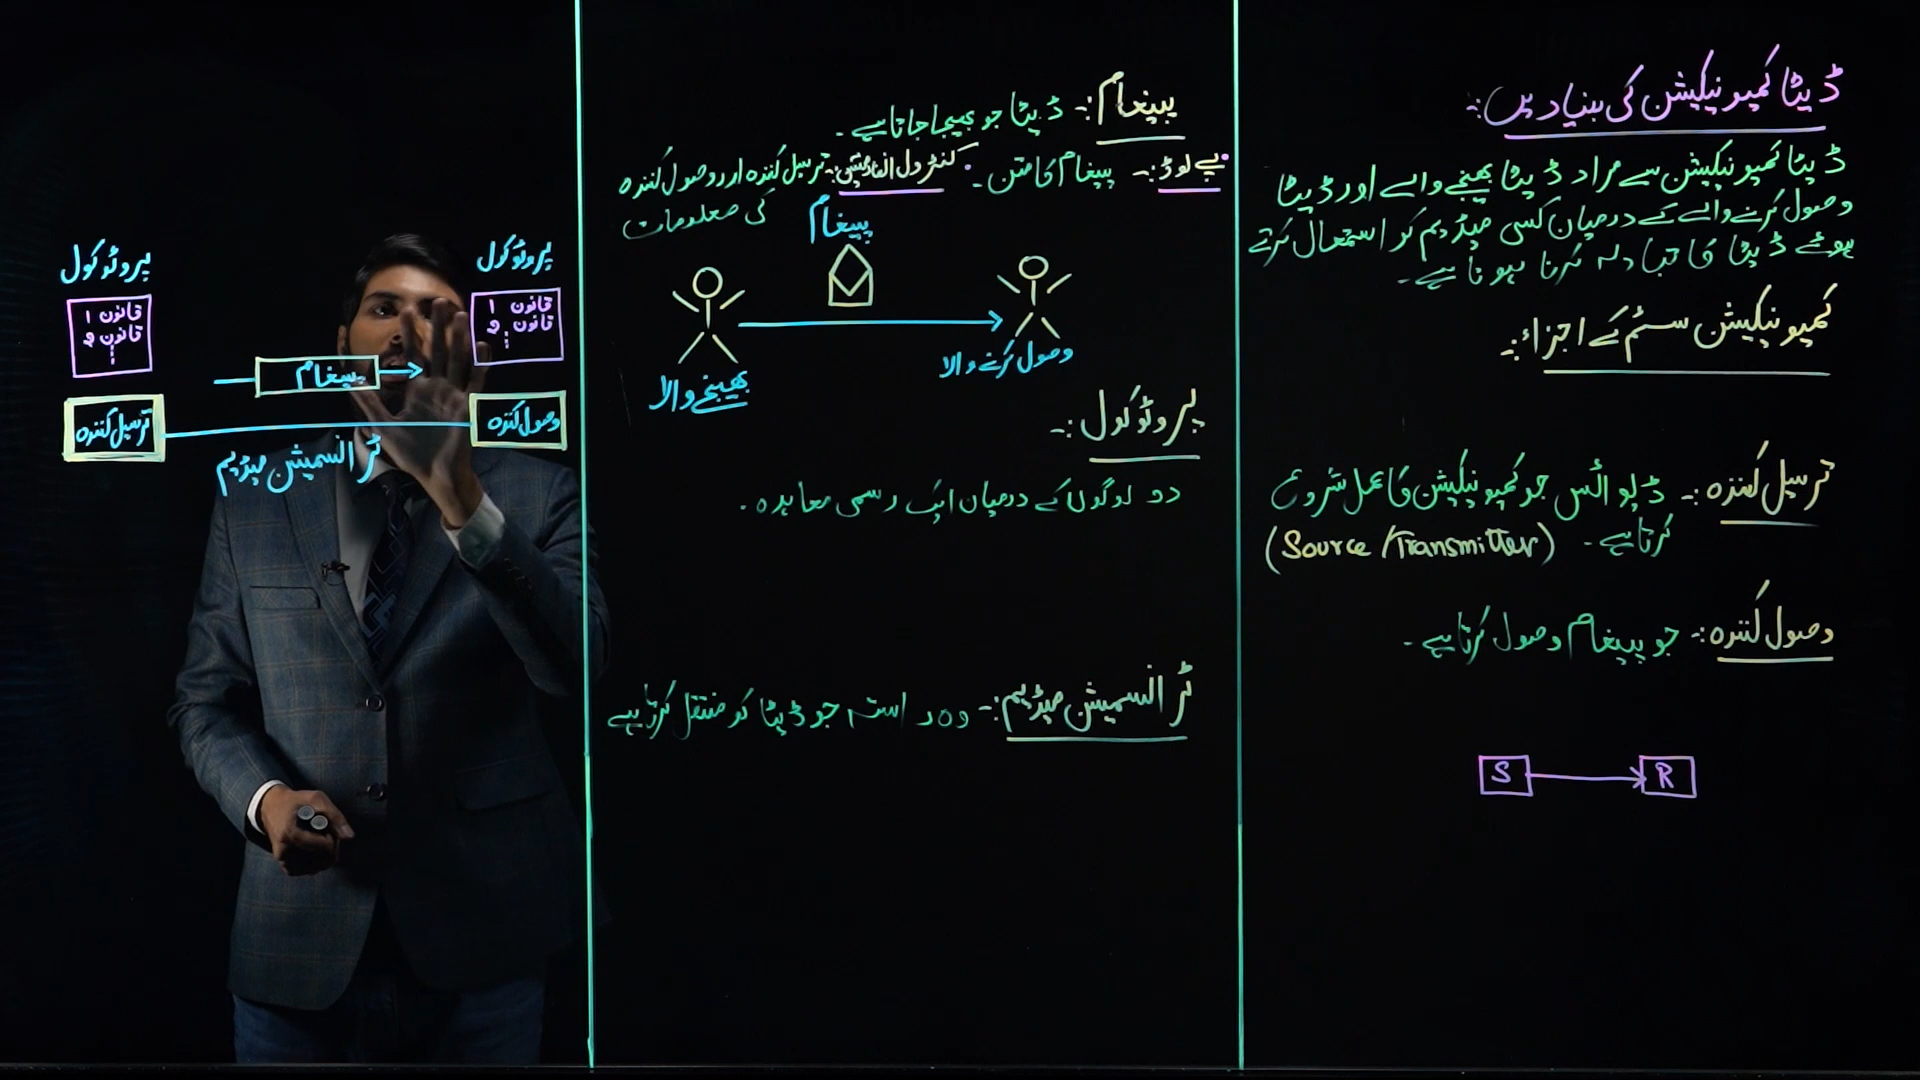 ڈیٹا کمیونیکیشن کی بنیادیں:-
ڈیٹا کمیونیکیشن سے مراد ڈیٹا بھیجنے والے اور ڈیٹا
وصول کرنے والے کے درمیان کسی میڈیم کو استعمال کرتے
ہوئے ڈیٹا کا تبادلہ کرنا ہوتا ہے۔
کمیونیکیشن سسٹم کے اجزاء:-
ترسیل کنندہ:- ڈیوائس جو کمیونیکیشن کا عمل شروع
کرتا ہے۔ (Source/Transmitter)
وصول کنندہ:- جو پیغام وصول کرتا ہے۔
S R
پیغام:- ڈیٹا جو بھیجا جاتا ہے۔
پے لوڈ:- پیغام کا متن۔ کنٹرول انفارمیشن:- ترسیل کنندہ اور وصول کنندہ
کی معلومات
پیغام
بھیجنے والا
وصول کرنے والا
پروٹوکول:-
دو لوگوں کے درمیان ایک رسمی معاہدہ۔
ٹرانسمیشن میڈیم:- وہ راستہ جو ڈیٹا کو منتقل کرتا ہے
پروٹوکول
قانون ۱
قانون ۲
پروٹوکول
قانون ۱
قانون ۲
پیغام
وصول کنندہ
ترسیل کنندہ
ٹرانسمیشن میڈیم